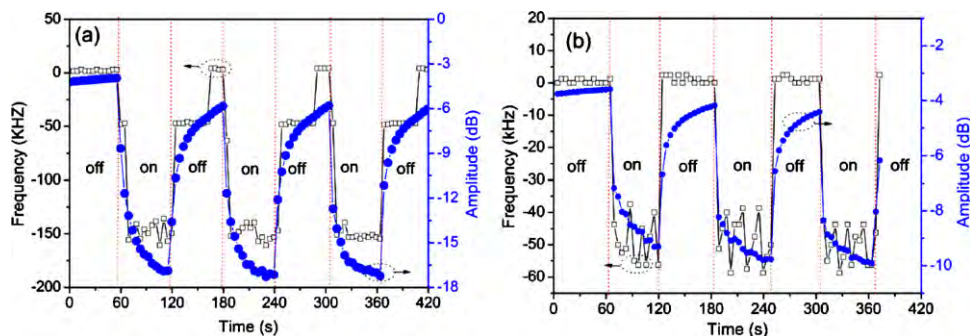 (a)
Frequency (KHZ)
50
0
-50
-100
-150
-200
off
on
off
on
off
on
off
0
-3
-6
-9
-12
-15
-18
Amplitude (dB)
0
60
120
180
240
300
360
420
Time (s)
(b)
Frequency (kHz)
20
10
0
-10
-20
-30
-40
-50
-60
off
on
off
on
off
on
off
-2
-4
-6
-8
-10
Amplitude (dB)
0
60
120
180
240
300
360
420
Time (s)